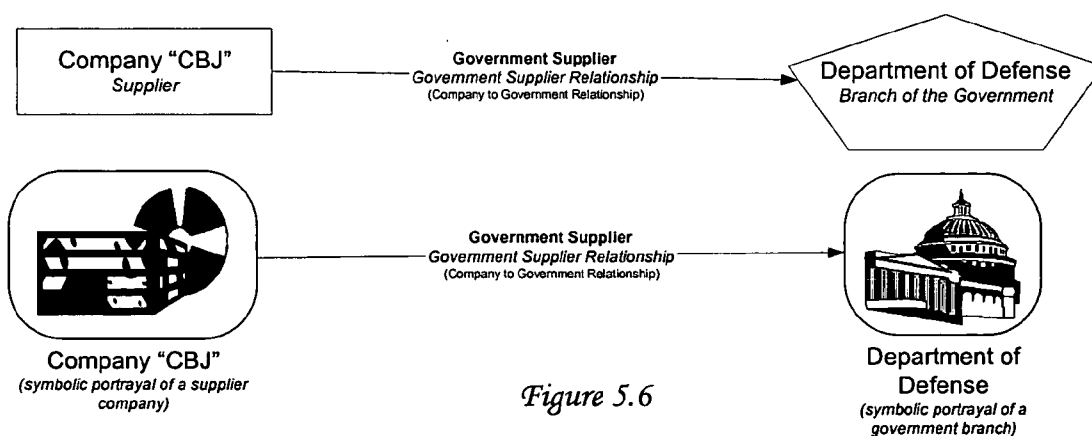 Company “CBJ”
Supplier
Government Supplier
Government Supplier Relationship
(Company to Government Relationship)
Department of Defense
Branch of the Government
Government Supplier
Government Supplier Relationship
(Company to Government Relationship)
Company “CBJ”
(symbolic portrayal of a supplier
company)
Department of
Defense
(symbolic portrayal of a
government branch)
Figure 5.6